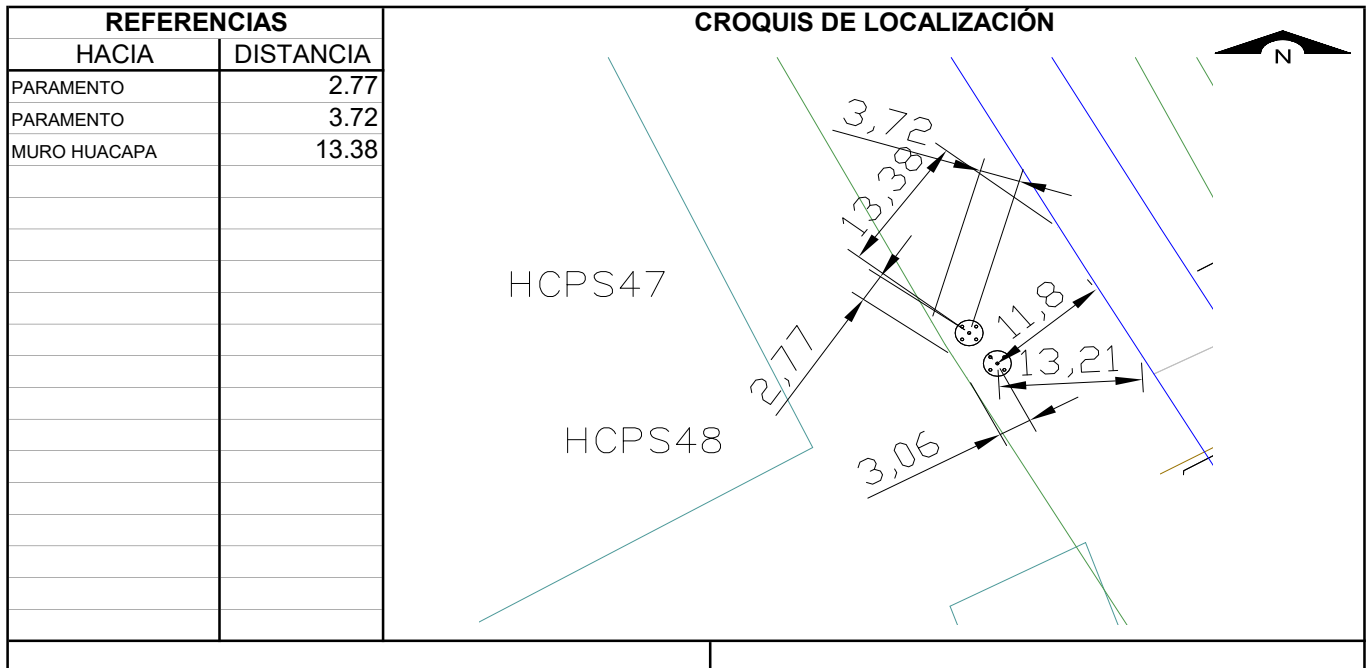 REFERENCIAS
HACIA DISTANCIA
PARAMENTO 2.77
PARAMENTO 3.72
MURO HUACAPA 13.38
CROQUIS DE LOCALIZACIÓN
N
3,72
13,38
HCPS47
11,8
2,77
13,21
HCPS48
3,06